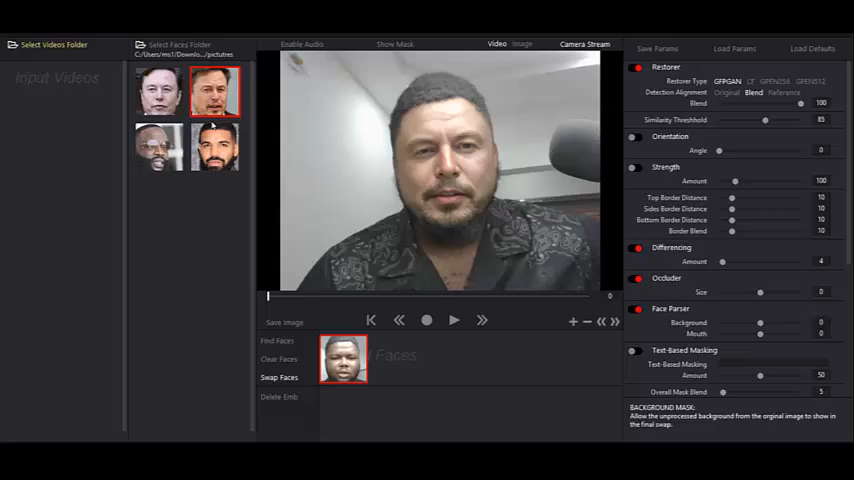 Select Videos Folder
Input Videos
Select Faces Folder
C:/Users/ms1/Downlo.../pictutres
Enable Audio
Show Mask
Video Image
Camera Stream
0
Save Image
Find Faces
Clear Faces
Swap Faces
Delete Emb
Faces
Save Params
Load Params
Load Defaults
Restorer
Restorer Type GFPGAN CF GPEN256 GPEN512
Detection Alignment Original Blend Reference
Blend 100
Similarity Threshhold 85
Orientation
Angle 0
Strength
Amount 100
Top Border Distance 10
Sides Border Distance 10
Bottom Border Distance 10
Border Blend 10
Differencing
Amount 4
Occluder
Size 0
Face Parser
Background 0
Mouth 0
Text-Based Masking
Text-Based Masking
Amount 50
Overall Mask Blend 5
BACKGROUND MASK:
Allow the unprocessed background from the orginal image to show in
the final swap.